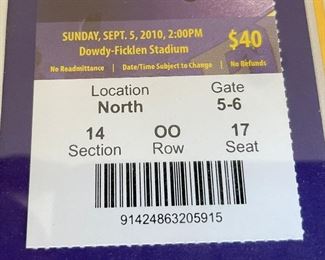 SUNDAY, SEPT. 5, 2010, 2:00PM
Dowdy-Ficklen Stadium
$40
No Readmittance | Date/Time Subject to Change | No Refunds
Location Gate
North 5-6
14 OO 17
Section Row Seat
91424863205915